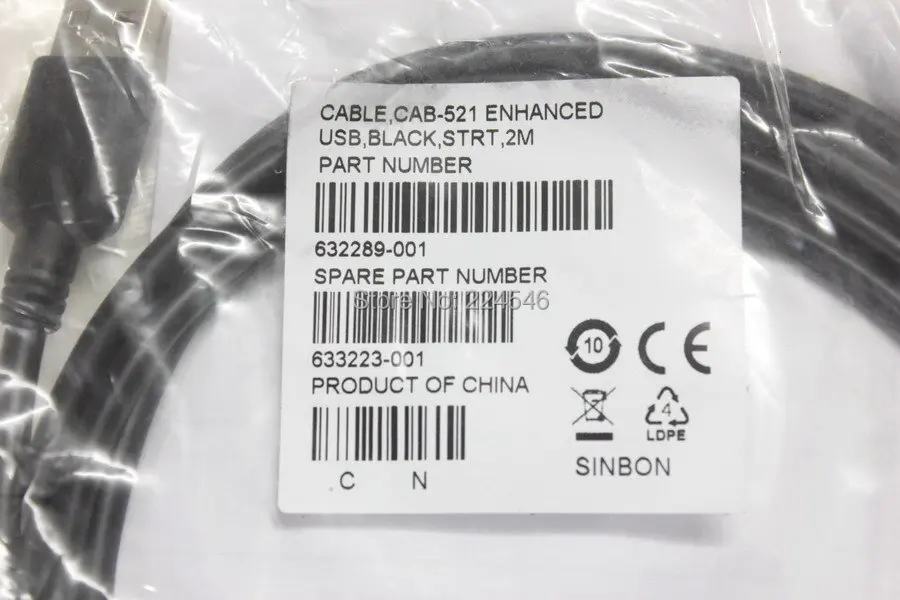 CABLE,CAB-521 ENHANCED
USB,BLACK,STRT,2M
PART NUMBER
632289-001
SPARE PART NUMBER
Store No: 224546
633223-001
PRODUCT OF CHINA
10
CE
4
LDPE
C N
SINBON